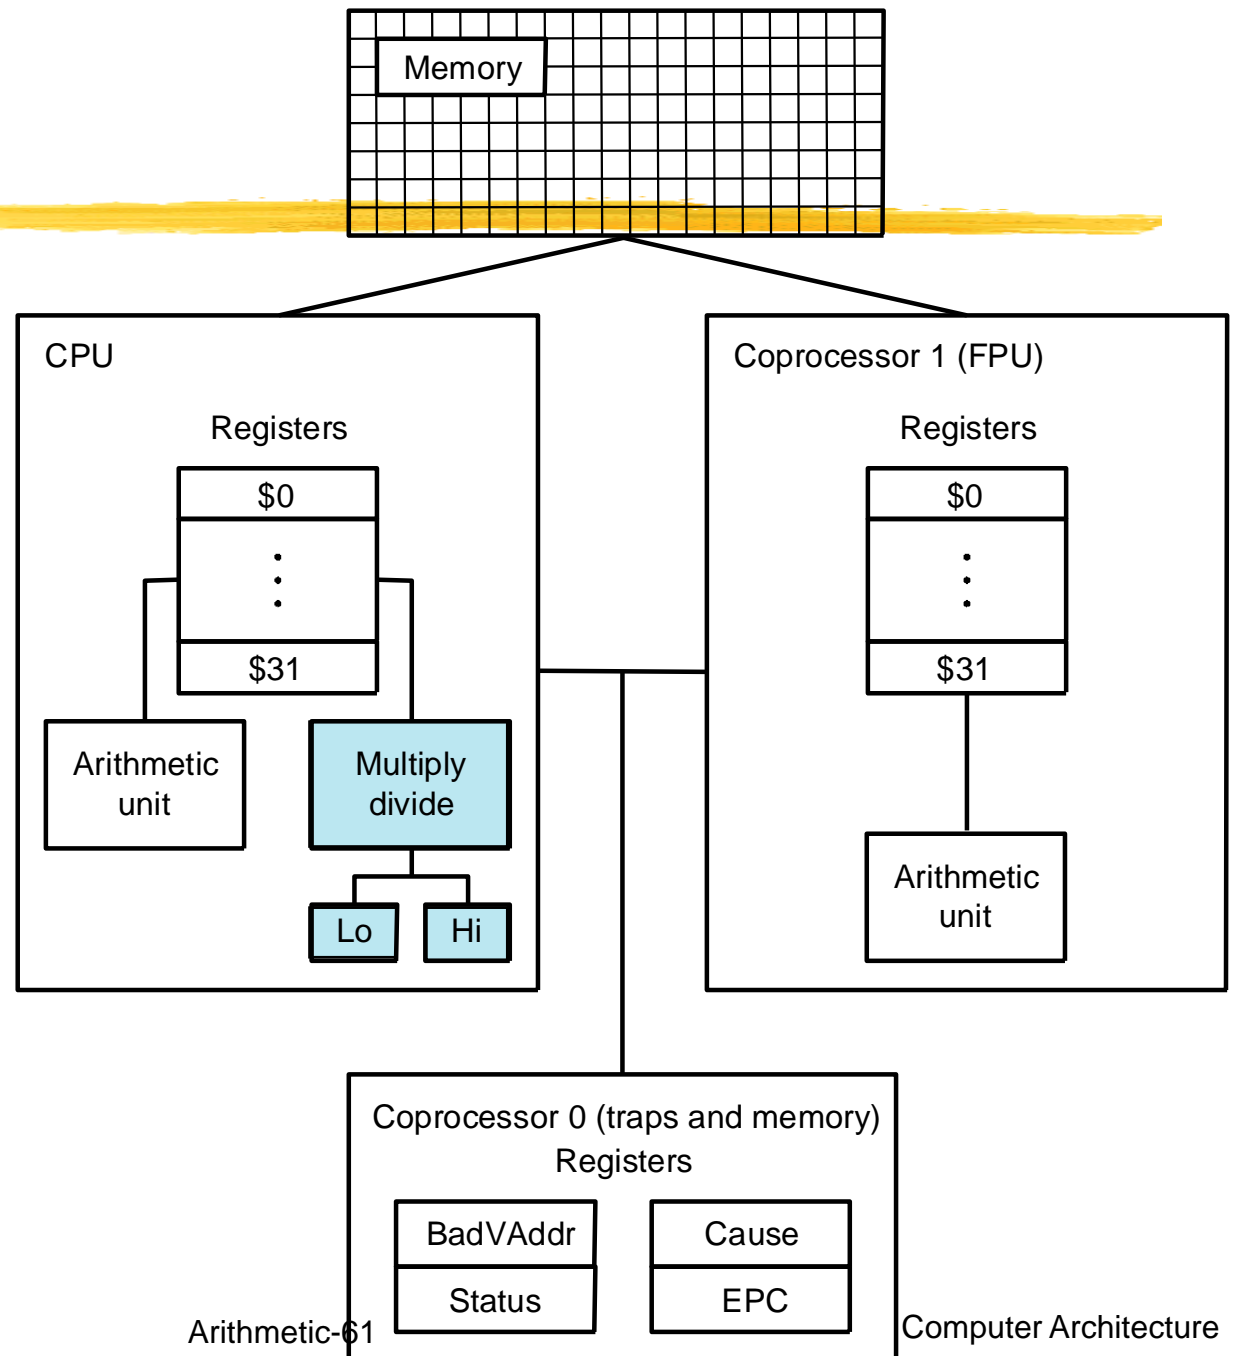 Memory
CPU
Registers
$0
$31
Arithmetic
unit
Multiply
divide
Lo
Hi
Coprocessor 1 (FPU)
Registers
$0
$31
Arithmetic
unit
Coprocessor 0 (traps and memory)
Registers
BadVAddr
Cause
Status
EPC
Arithmetic-61
Computer Architecture